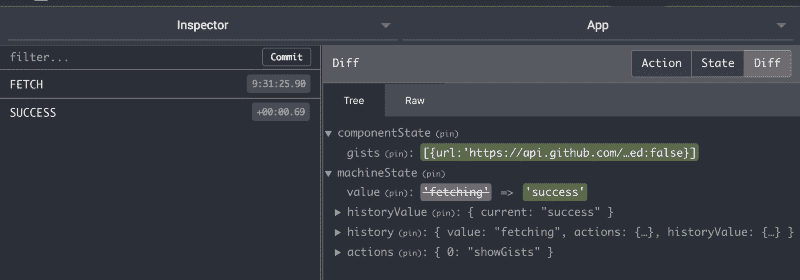 Inspector App
filter... Commit
FETCH 9:31:25.90
SUCCESS +00:00.69
Diff Action State Diff
Tree Raw
▼ componentState (pin)
gists (pin): [{url:'https://api.github.com/…ed:false}]
▼ machineState (pin)
value (pin): 'fetching' => 'success'
▶ historyValue (pin): { current: "success" }
▶ history (pin): { value: "fetching", actions: {…}, historyValue: {…} }
▶ actions (pin): { 0: "showGists" }